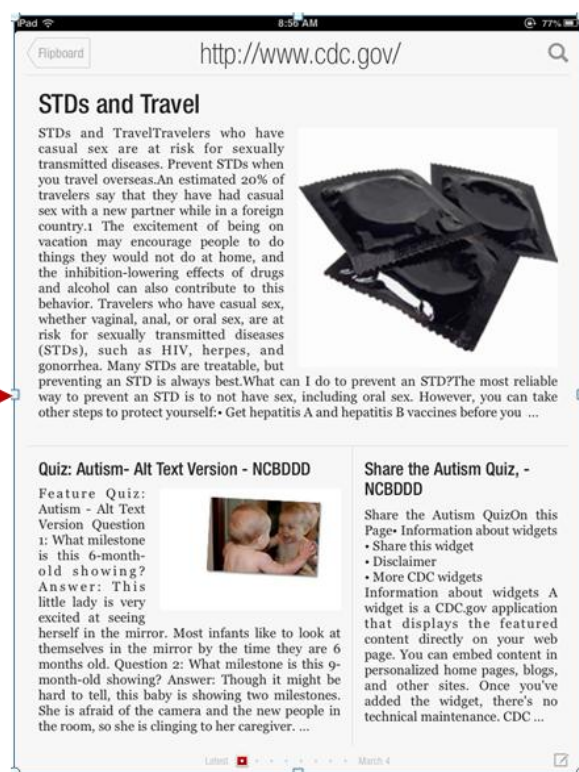 iPad
8:56 AM
77%
Flipboard
http://www.cdc.gov/
STDs and Travel
STDs and TravelTravelers who have
casual sex are at risk for sexually
transmitted diseases. Prevent STDs when
you travel overseas.An estimated 20% of
travelers say that they have had casual
sex with a new partner while in a foreign
country.1 The excitement of being on
vacation may encourage people to do
things they would not do at home, and
the inhibition-lowering effects of drugs
and alcohol can also contribute to this
behavior. Travelers who have casual sex,
whether vaginal, anal, or oral sex, are at
risk for sexually transmitted diseases
(STDs), such as HIV, herpes, and
gonorrhea. Many STDs are treatable, but
preventing an STD is always best.What can I do to prevent an STD?The most reliable
way to prevent an STD is to not have sex, including oral sex. However, you can take
other steps to protect yourself:• Get hepatitis A and hepatitis B vaccines before you ...
Quiz: Autism- Alt Text Version - NCBDDD
Feature Quiz:
Autism - Alt Text
Version Question
1: What milestone
is this 6-month-
old showing?
Answer: This
little lady is very
excited at seeing
herself in the mirror. Most infants like to look at
themselves in the mirror by the time they are 6
months old. Question 2: What milestone is this 9-
month-old showing? Answer: Though it might be
hard to tell, this baby is showing two milestones.
She is afraid of the camera and the new people in
the room, so she is clinging to her caregiver. ...
Share the Autism Quiz, -
NCBDDD
Share the Autism QuizOn this
Page• Information about widgets
• Share this widget
• Disclaimer
• More CDC widgets
Information about widgets A
widget is a CDC.gov application
that displays the featured
content directly on your web
page. You can embed content in
personalized home pages, blogs,
and other sites. Once you've
added the widget, there's no
technical maintenance. CDC ...
Latest
March 4